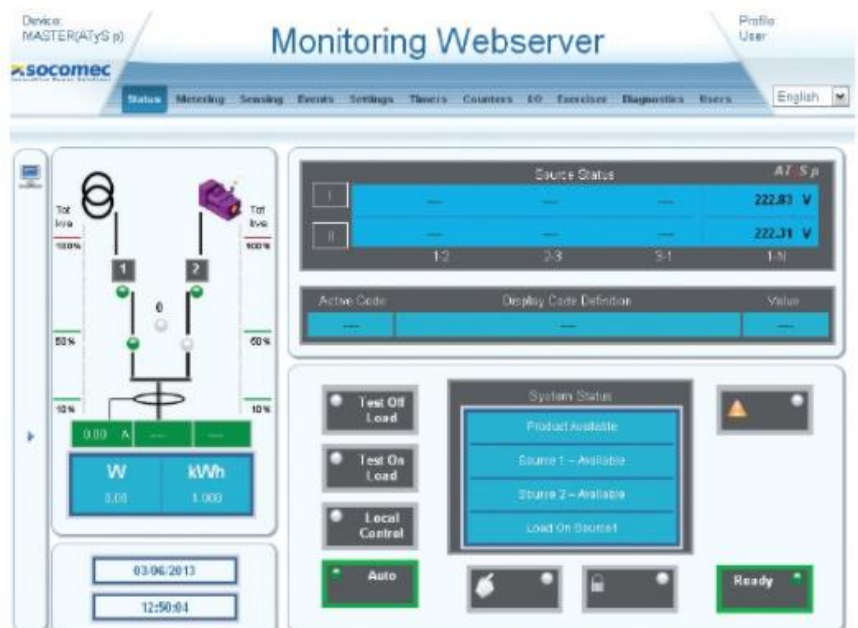 Device:
MASTER(ATyS p)
Monitoring Webserver
Profile
User
socomec
Innovative Power Solutions
Status Metering Sensing Events Settings Timers Counters I/O Exerciser Diagnostics Users
English
Tot
kva
Tot
kva
100%
100%
1
2
0
50%
50%
10%
10%
0.00 A --- ---
W
kWh
0.00
1.000
03/06/2013
12:50:04
Source Status
ATyS p
I --- --- --- 222.83 V
II --- --- --- 222.31 V
1-2 2-3 3-1 1-N
Active Code Display Code Definition Value
--- --- ---
Test Off
Load
Test On
Load
Local
Control
Auto
System Status
Product Available
Source 1 – Available
Source 2 – Available
Load On Source1
Ready